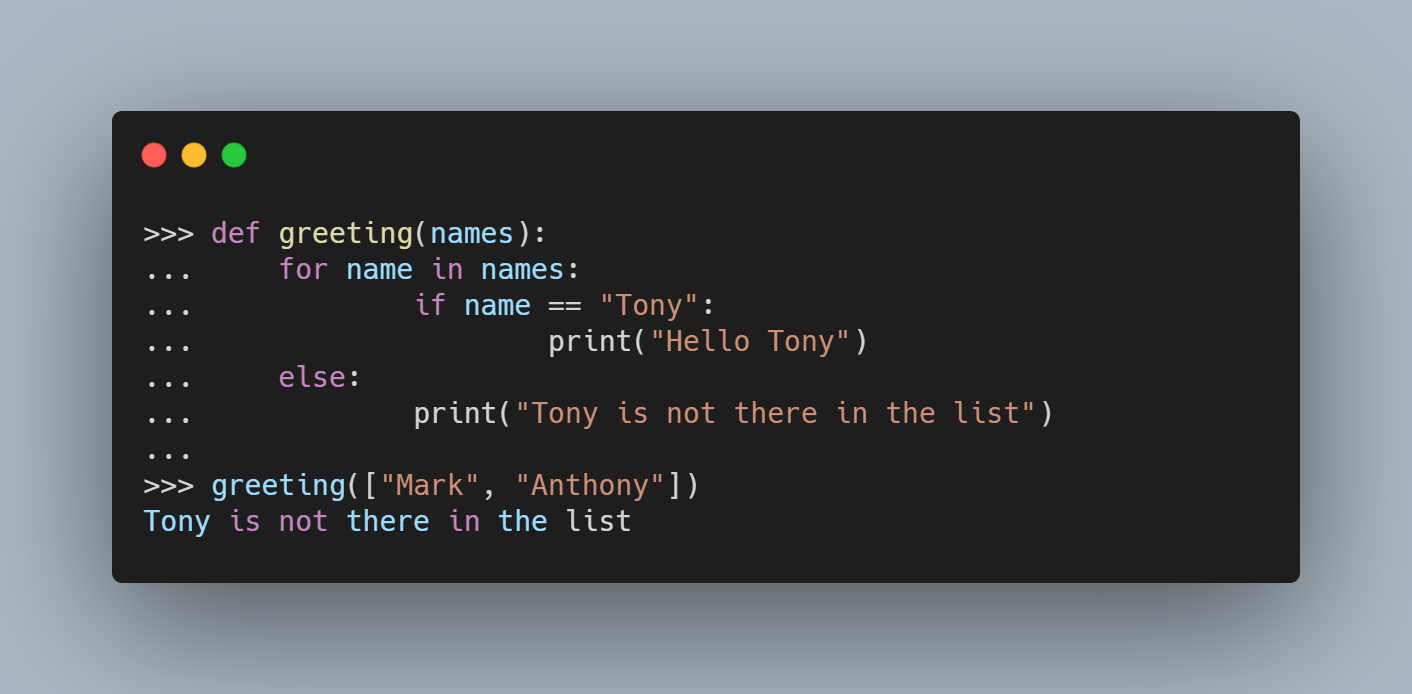 >>> def greeting(names):
...     for name in names:
...             if name == "Tony":
...                     print("Hello Tony")
...     else:
...             print("Tony is not there in the list")
...
>>> greeting(["Mark", "Anthony"])
Tony is not there in the list